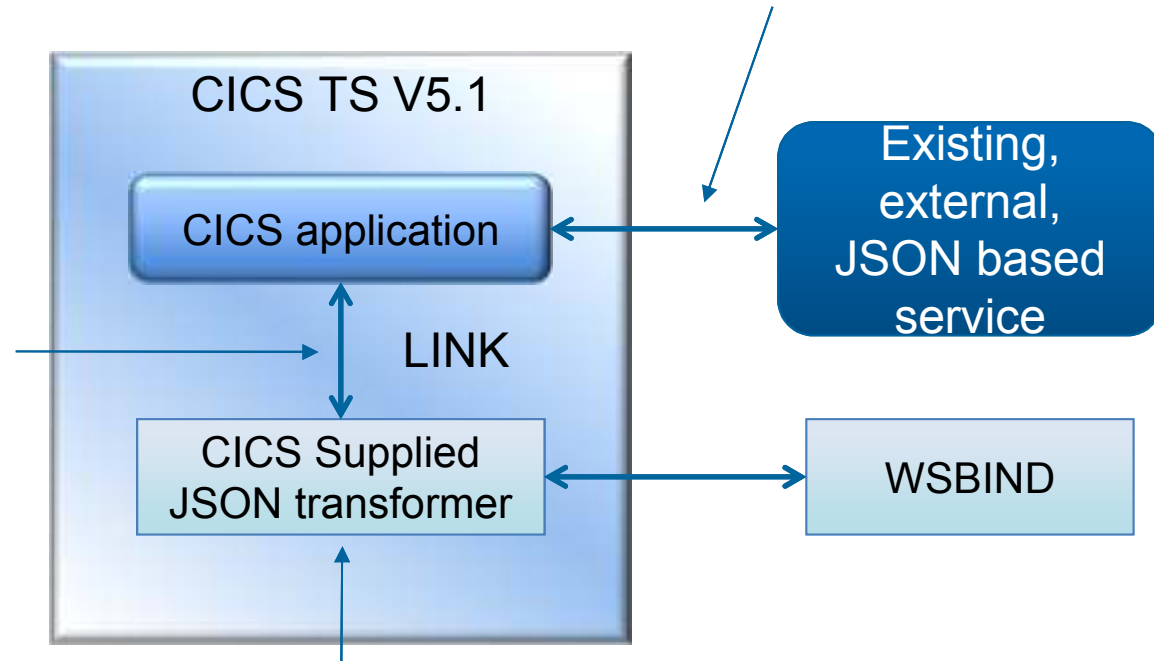 CICS TS V5.1
CICS application
Existing,
external,
JSON based
service
LINK
CICS Supplied
JSON transformer
WSBIND